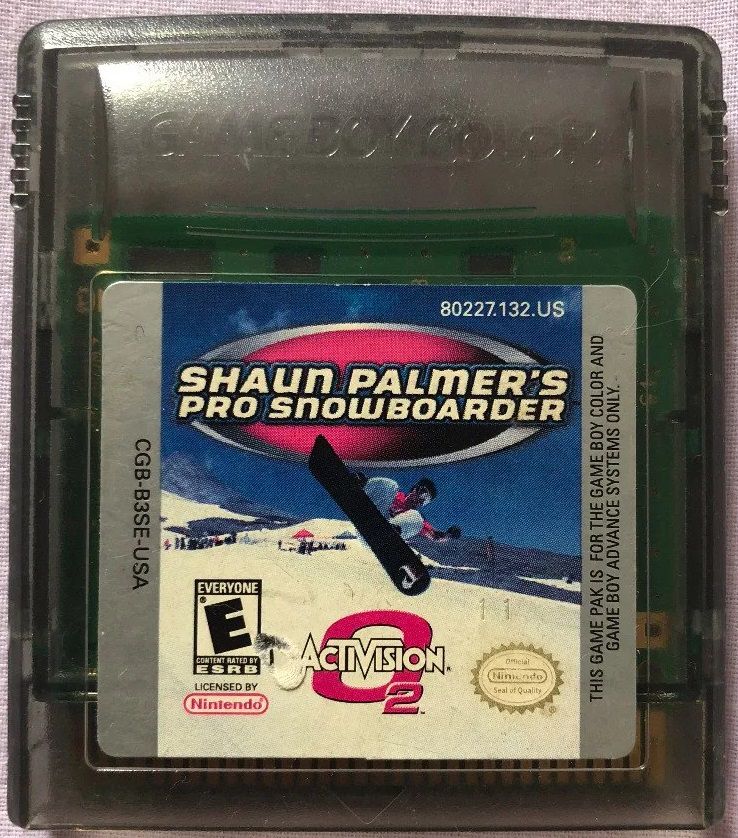 GAME BOY COLOR
80227.132.US
SHAUN PALMER'S
PRO SNOWBOARDER
CGB-B3SE-USA
THIS GAME PAK IS FOR THE GAME BOY COLOR AND
GAME BOY ADVANCE SYSTEMS ONLY.
EVERYONE
E
CONTENT RATED BY
ESRB
LICENSED BY
Nintendo
ACTIVISION
O2
11
Official
Nintendo
Seal of Quality